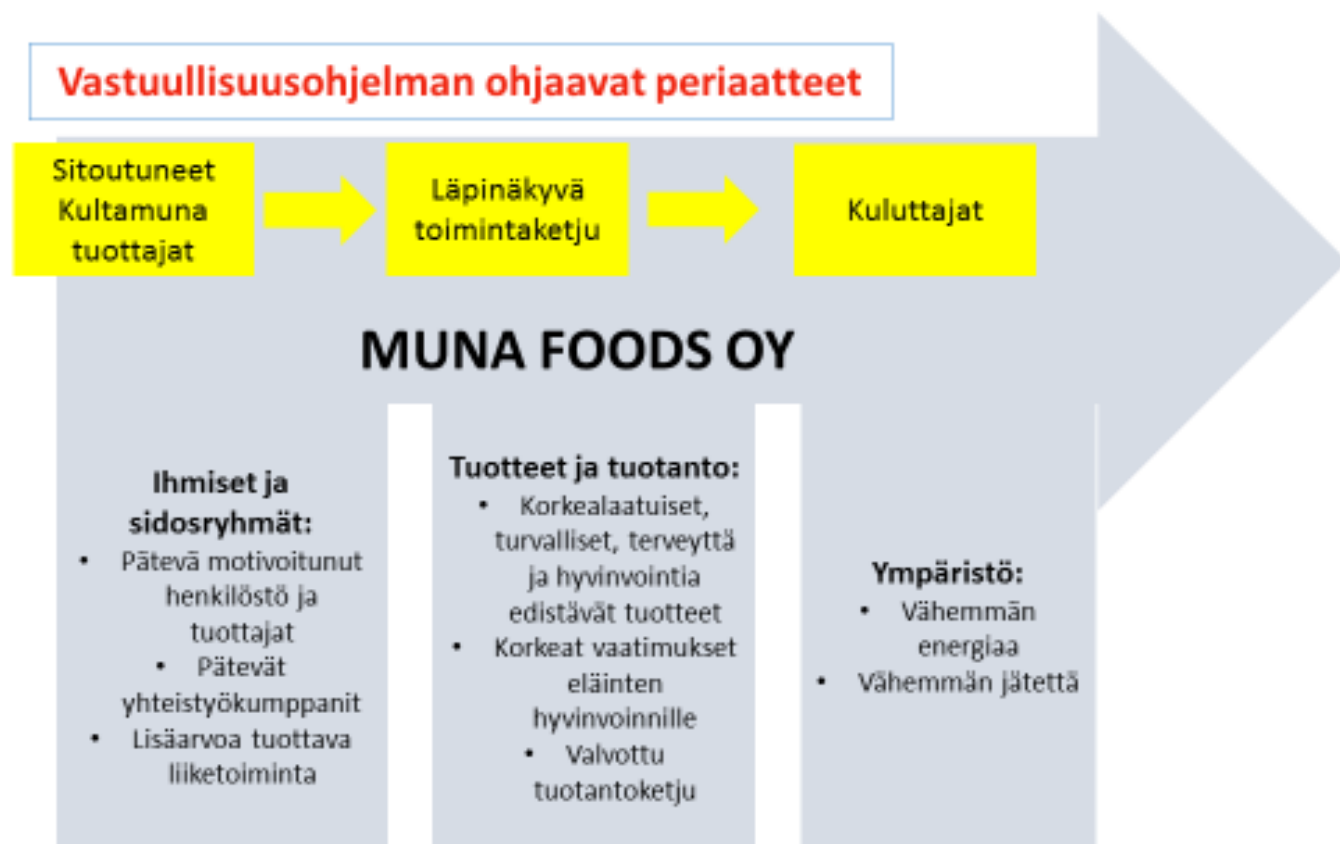 Vastuullisuusohjelman ohjaavat periaatteet
Sitoutuneet
Kultamuna
tuottajat
Läpinäkyvä
toimintaketju
Kuluttajat
MUNA FOODS OY
Ihmiset ja
sidosryhmät:
• Pätevä motivoitunut
henkilöstö ja
tuottajat
• Pätevät
yhteistyökumppanit
• Lisäarvoa tuottava
liiketoiminta
Tuotteet ja tuotanto:
• Korkealaatuiset,
turvalliset, terveyttä
ja hyvinvointia
edistävät tuotteet
• Korkeat vaatimukset
eläinten
hyvinvoinnille
• Valvottu
tuotantoketju
Ympäristö:
• Vähemmän
energiaa
• Vähemmän jätettä